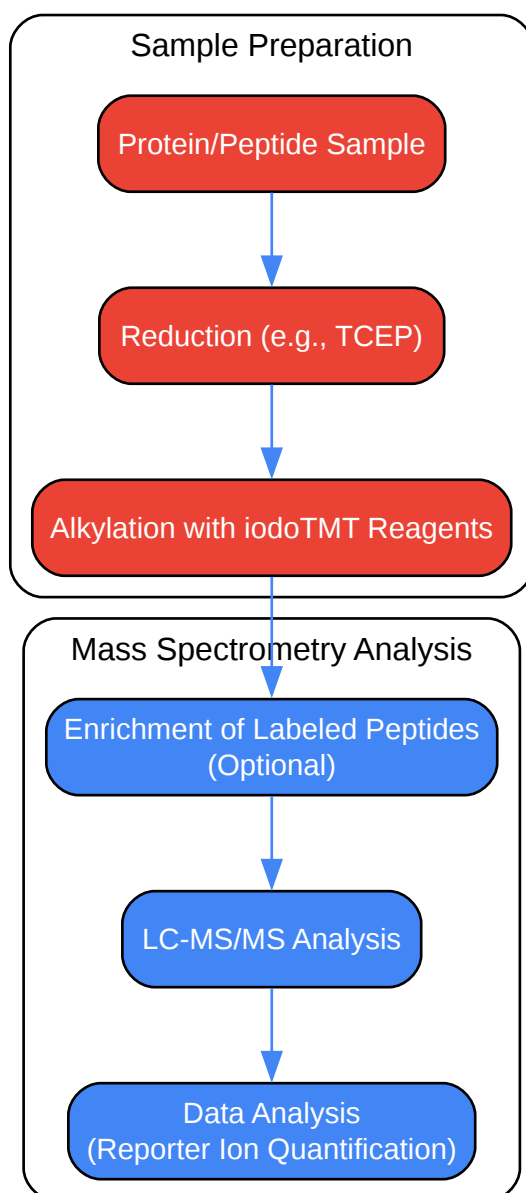 Sample Preparation
Protein/Peptide Sample
Reduction (e.g., TCEP)
Alkylation with iodoTMT Reagents
Mass Spectrometry Analysis
Enrichment of Labeled Peptides
(Optional)
LC-MS/MS Analysis
Data Analysis
(Reporter Ion Quantification)